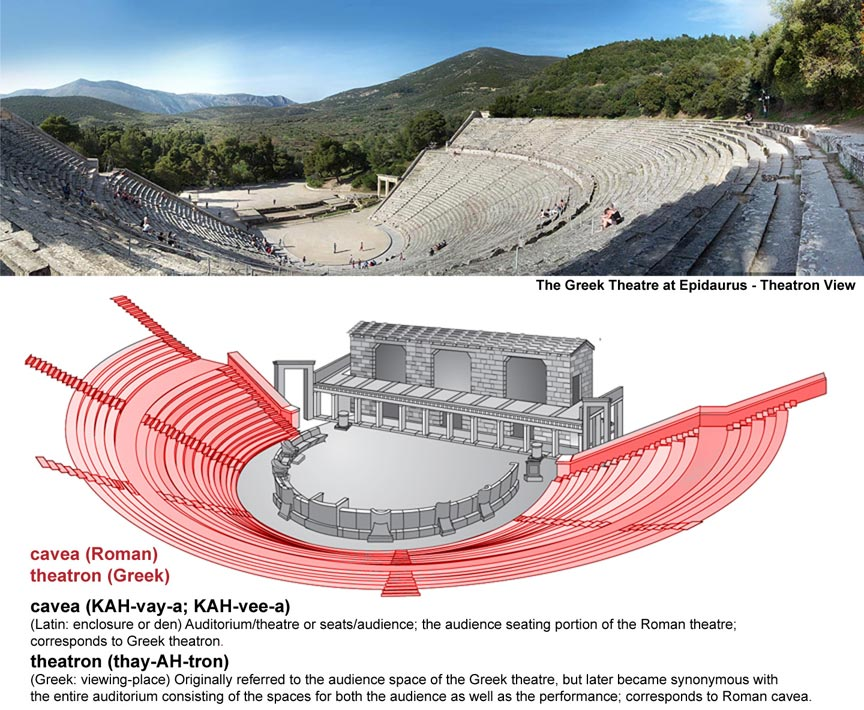 The Greek Theatre at Epidaurus - Theatron View
cavea (Roman)
theatron (Greek)
cavea (KAH-vay-a; KAH-vee-a)
(Latin: enclosure or den) Auditorium/theatre or seats/audience; the audience seating portion of the Roman theatre;
corresponds to Greek theatron.
theatron (thay-AH-tron)
(Greek: viewing-place) Originally referred to the audience space of the Greek theatre, but later became synonymous with
the entire auditorium consisting of the spaces for both the audience as well as the performance; corresponds to Roman cavea.